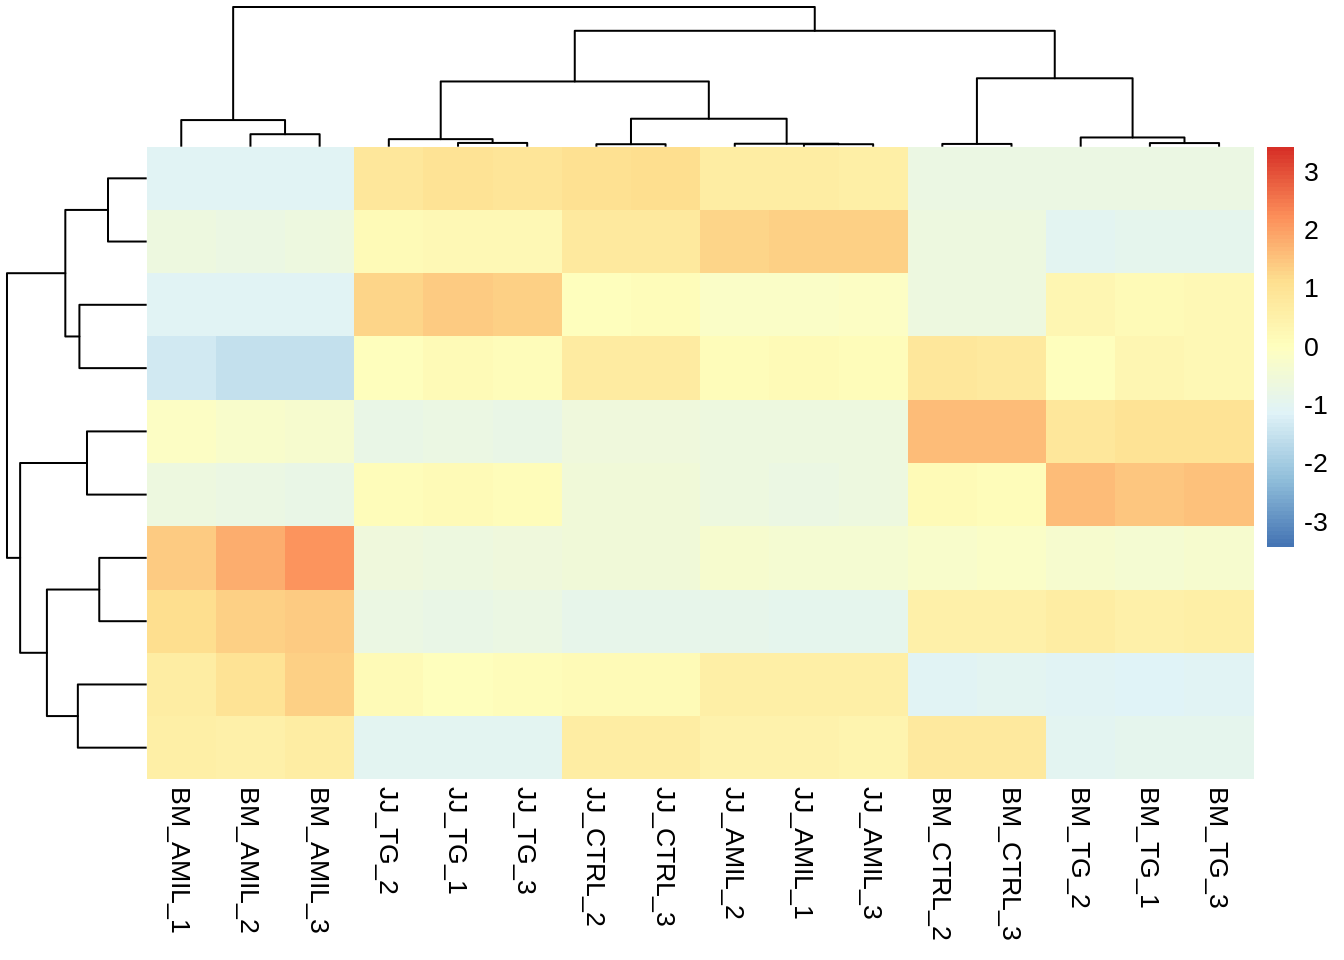 3
2
1
0
-1
-2
-3
BM_AMIL_1
BM_AMIL_2
BM_AMIL_3
JJ_TG_2
JJ_TG_1
JJ_TG_3
JJ_CTRL_2
JJ_CTRL_3
JJ_AMIL_2
JJ_AMIL_1
JJ_AMIL_3
BM_CTRL_2
BM_CTRL_3
BM_TG_2
BM_TG_1
BM_TG_3